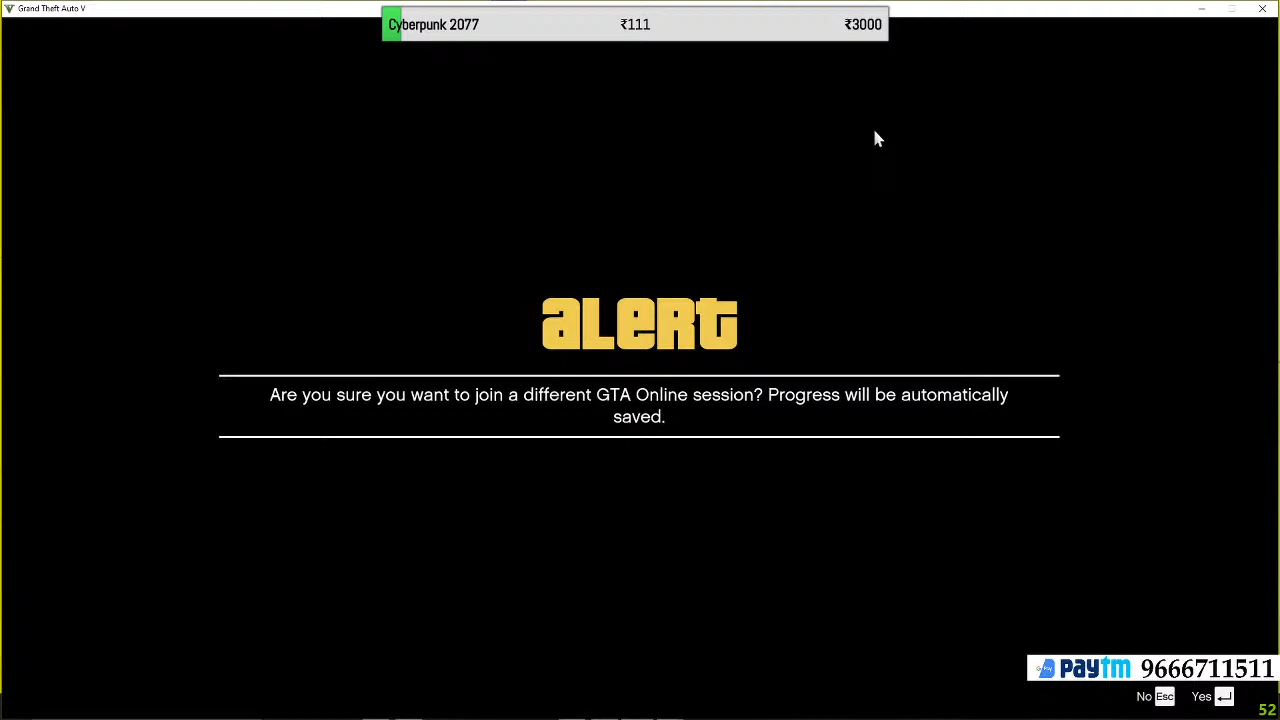 Grand Theft Auto V
Cyberpunk 2077 ₹111 ₹3000
ALERT
Are you sure you want to join a different GTA Online session? Progress will be automatically
saved.
G Pay paytm 9666711511
No Esc Yes
52